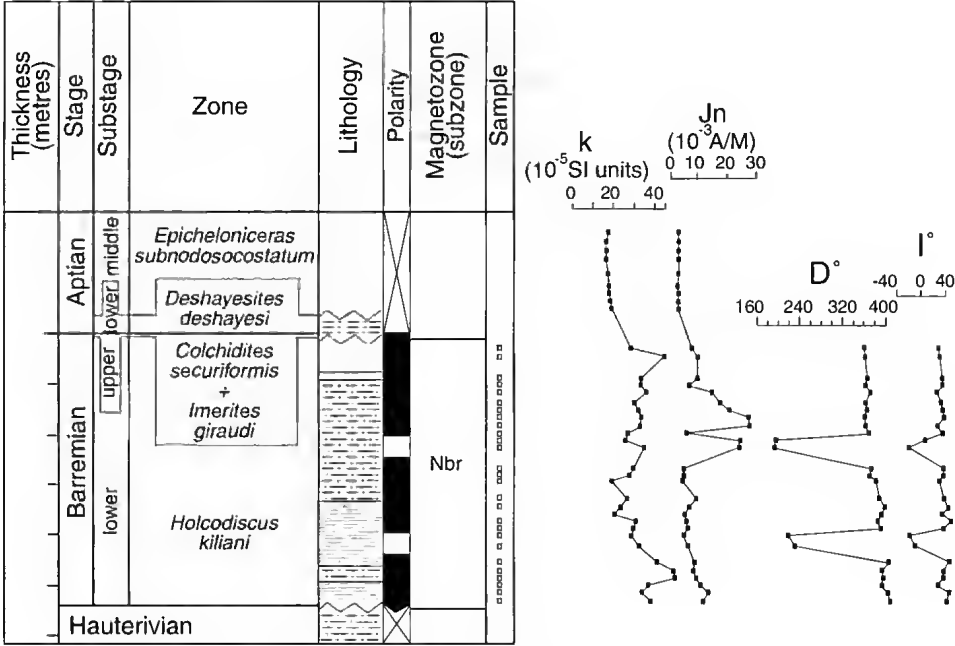 Thickness
(metres)
Stage
Substage
Zone
Lithology
Polarity
Magnetozone
(subzone)
Sample
k
(10⁻⁵SI units)
0 20 40
Jn
(10⁻³A/M)
0 10 20 30
D°
160 240 320 400
I°
-40 0 40
Aptian
middle
lower
Epicheloniceras
subnodosocostatum
Deshayesites
deshayesi
Barremian
upper
lower
Colchidites
securiformis
+
Imerites
giraudi
Holcodiscus
kiliani
Nbr
Hauterivian